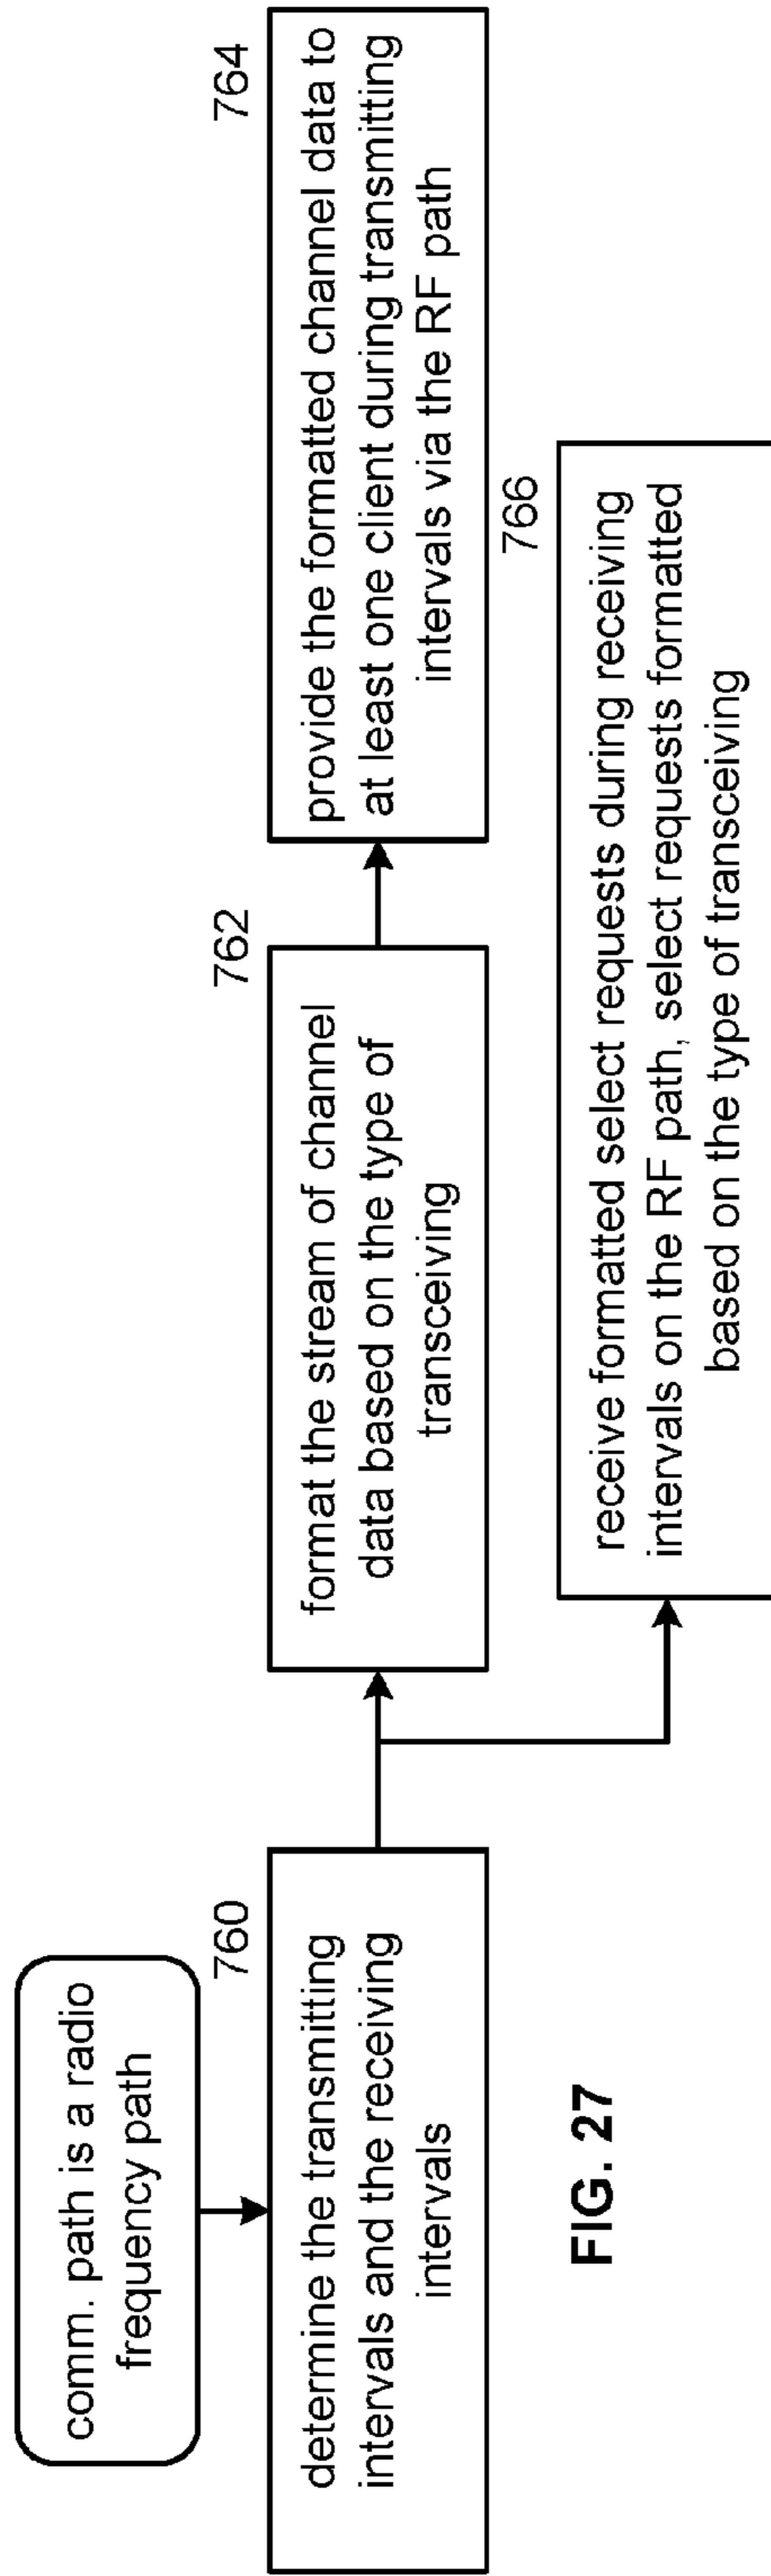 comm. path is a radio
frequency path
760
determine the transmitting
intervals and the receiving
intervals
762
format the stream of channel
data based on the type of
transceiving
764
provide the formatted channel data to
at least one client during transmitting
intervals via the RF path
766
receive formatted select requests during receiving
intervals on the RF path, select requests formatted
based on the type of transceiving
FIG. 27